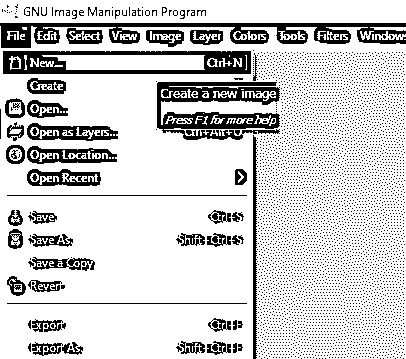 GNU Image Manipulation Program
File Edit Select View Image Layer Colors Tools Filters Windows
New... Ctrl+N
Create
Create a new image
Open...
Press F1 for more help
Open as Layers... Ctrl+Alt+O
Open Location...
Open Recent
Save Ctrl+S
Save As Shift+Ctrl+S
Save a Copy
Revert
Export Ctrl+E
Export As Shift+Ctrl+E